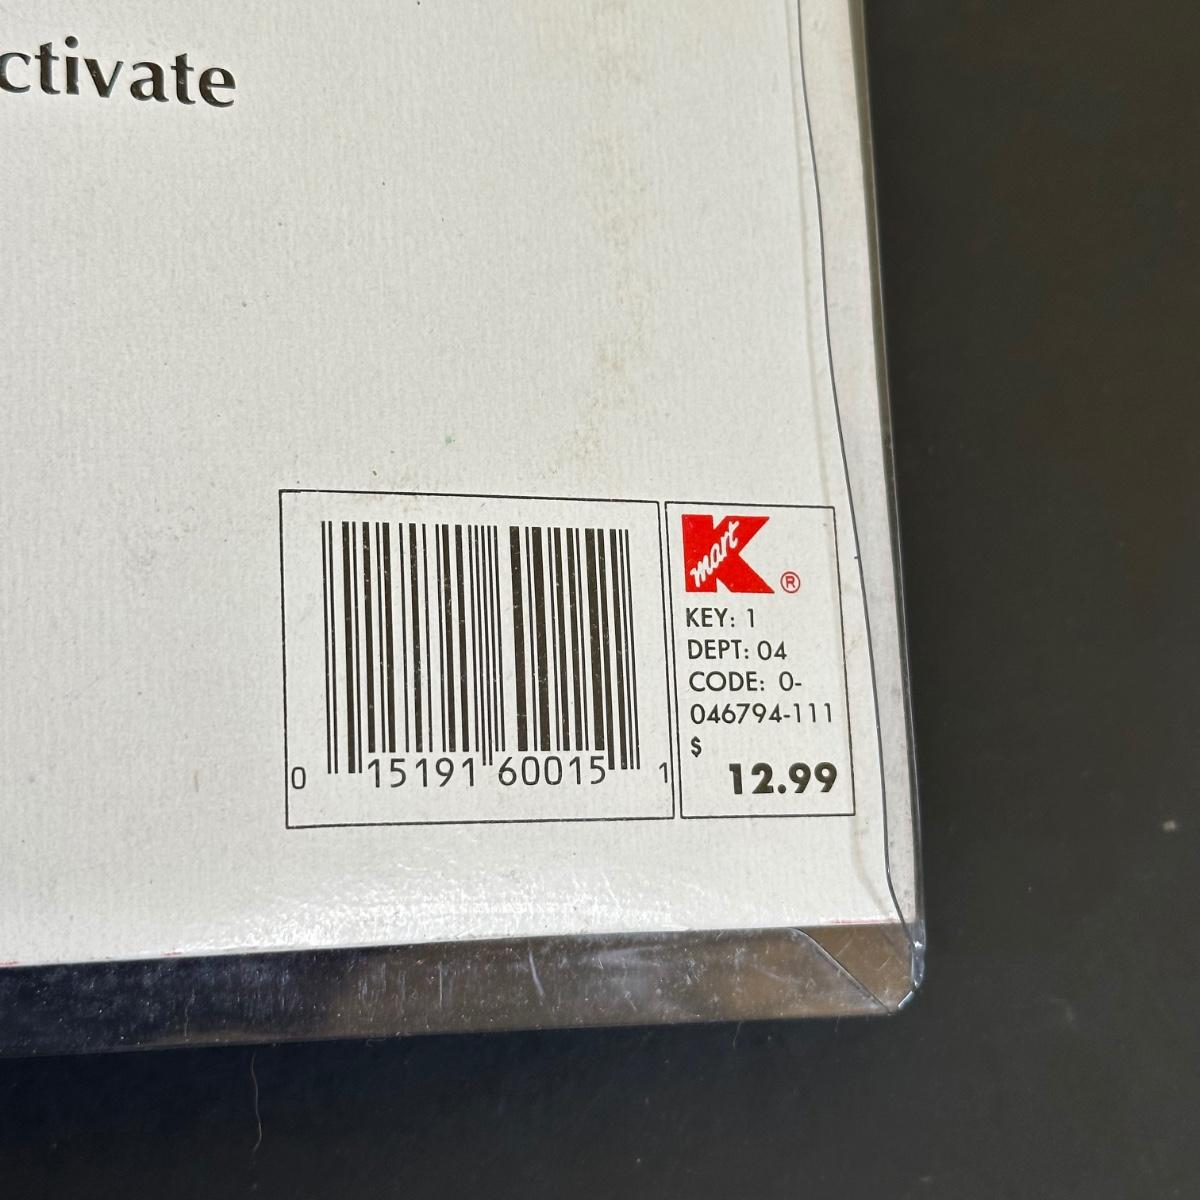 ctivate
0 15191 60015 1
K
mart
®
KEY: 1
DEPT: 04
CODE: 0-
046794-111
$
12.99